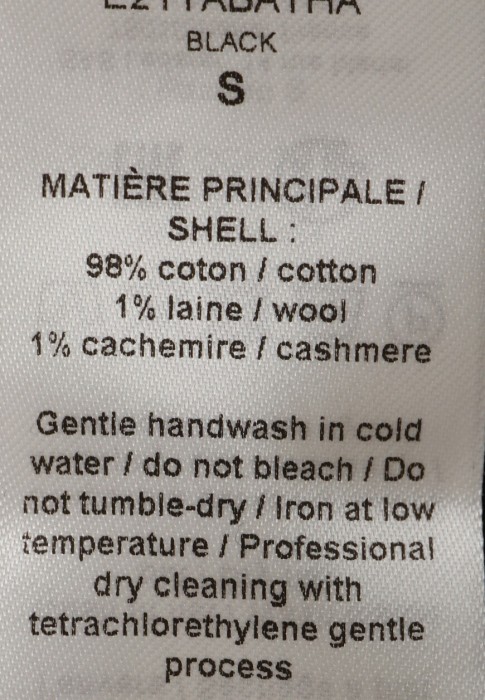 BLACK
S
MATIÈRE PRINCIPALE /
SHELL :
98% coton / cotton
1% laine / wool
1% cachemire / cashmere
Gentle handwash in cold
water / do not bleach / Do
not tumble-dry / Iron at low
temperature / Professional
dry cleaning with
tetrachlorethylene gentle
process